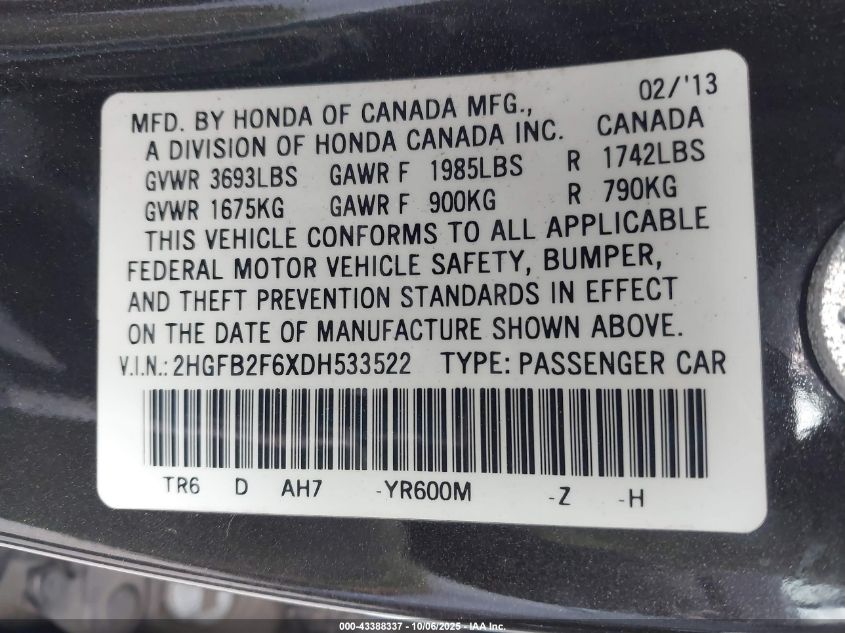 02/'13
MFD. BY HONDA OF CANADA MFG.,
A DIVISION OF HONDA CANADA INC. CANADA
GVWR 3693LBS GAWR F 1985LBS R 1742LBS
GVWR 1675KG GAWR F 900KG R 790KG
THIS VEHICLE CONFORMS TO ALL APPLICABLE
FEDERAL MOTOR VEHICLE SAFETY, BUMPER,
AND THEFT PREVENTION STANDARDS IN EFFECT
ON THE DATE OF MANUFACTURE SHOWN ABOVE.
V.I.N.: 2HGFB2F6XDH533522 TYPE: PASSENGER CAR
TR6 D AH7 -YR600M -Z -H
000-43388337 - 10/06/2025 - IAA Inc.